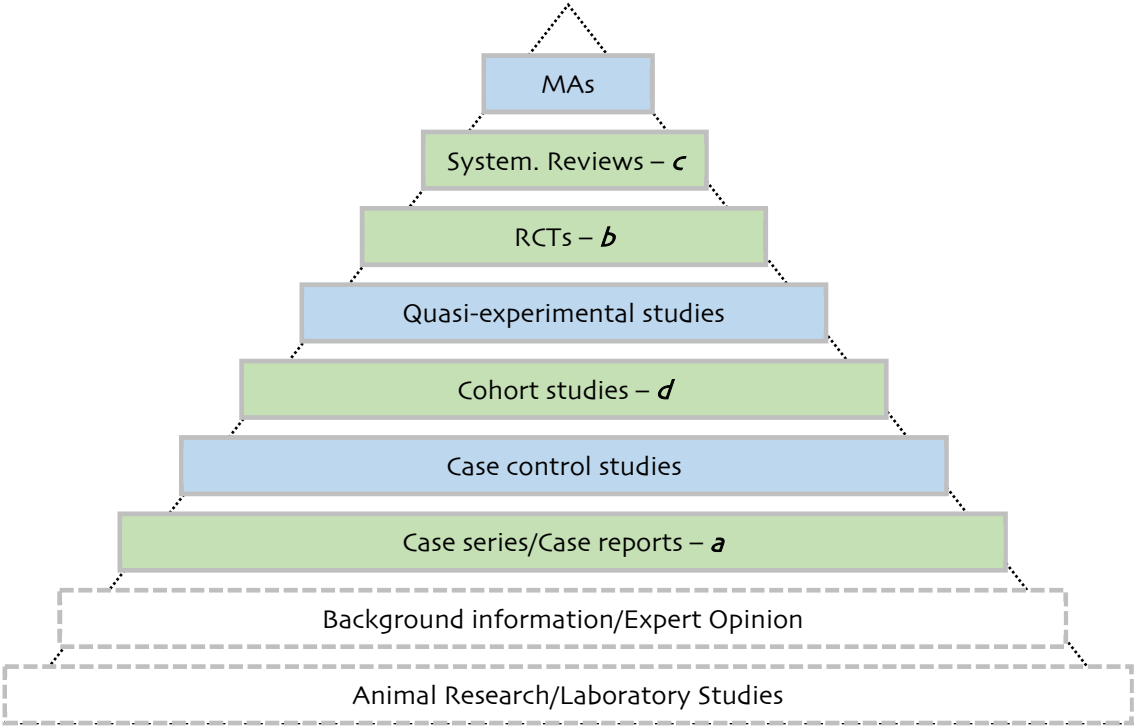 MAs
System. Reviews – c
RCTs – b
Quasi-experimental studies
Cohort studies – d
Case control studies
Case series/Case reports – a
Background information/Expert Opinion
Animal Research/Laboratory Studies